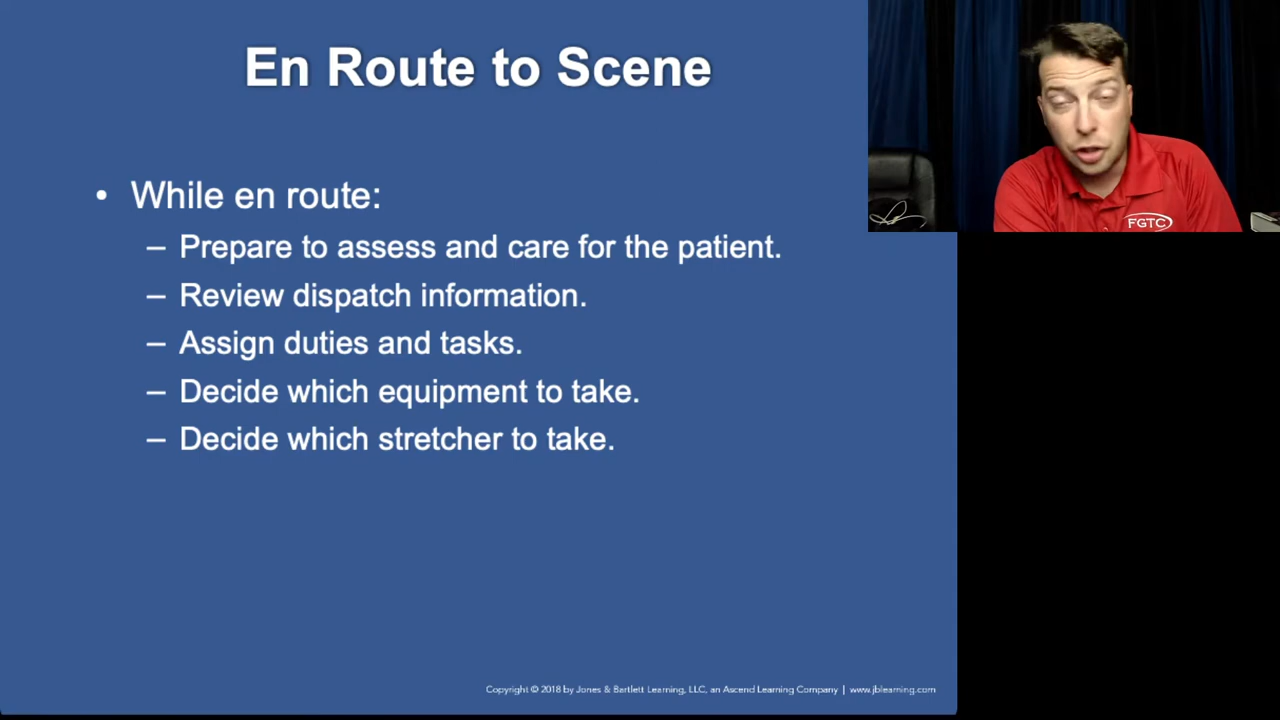 En Route to Scene
• While en route:
– Prepare to assess and care for the patient.
– Review dispatch information.
– Assign duties and tasks.
– Decide which equipment to take.
– Decide which stretcher to take.
FGTC
Copyright © 2018 by Jones & Bartlett Learning, LLC, an Ascend Learning Company | www.jblearning.com